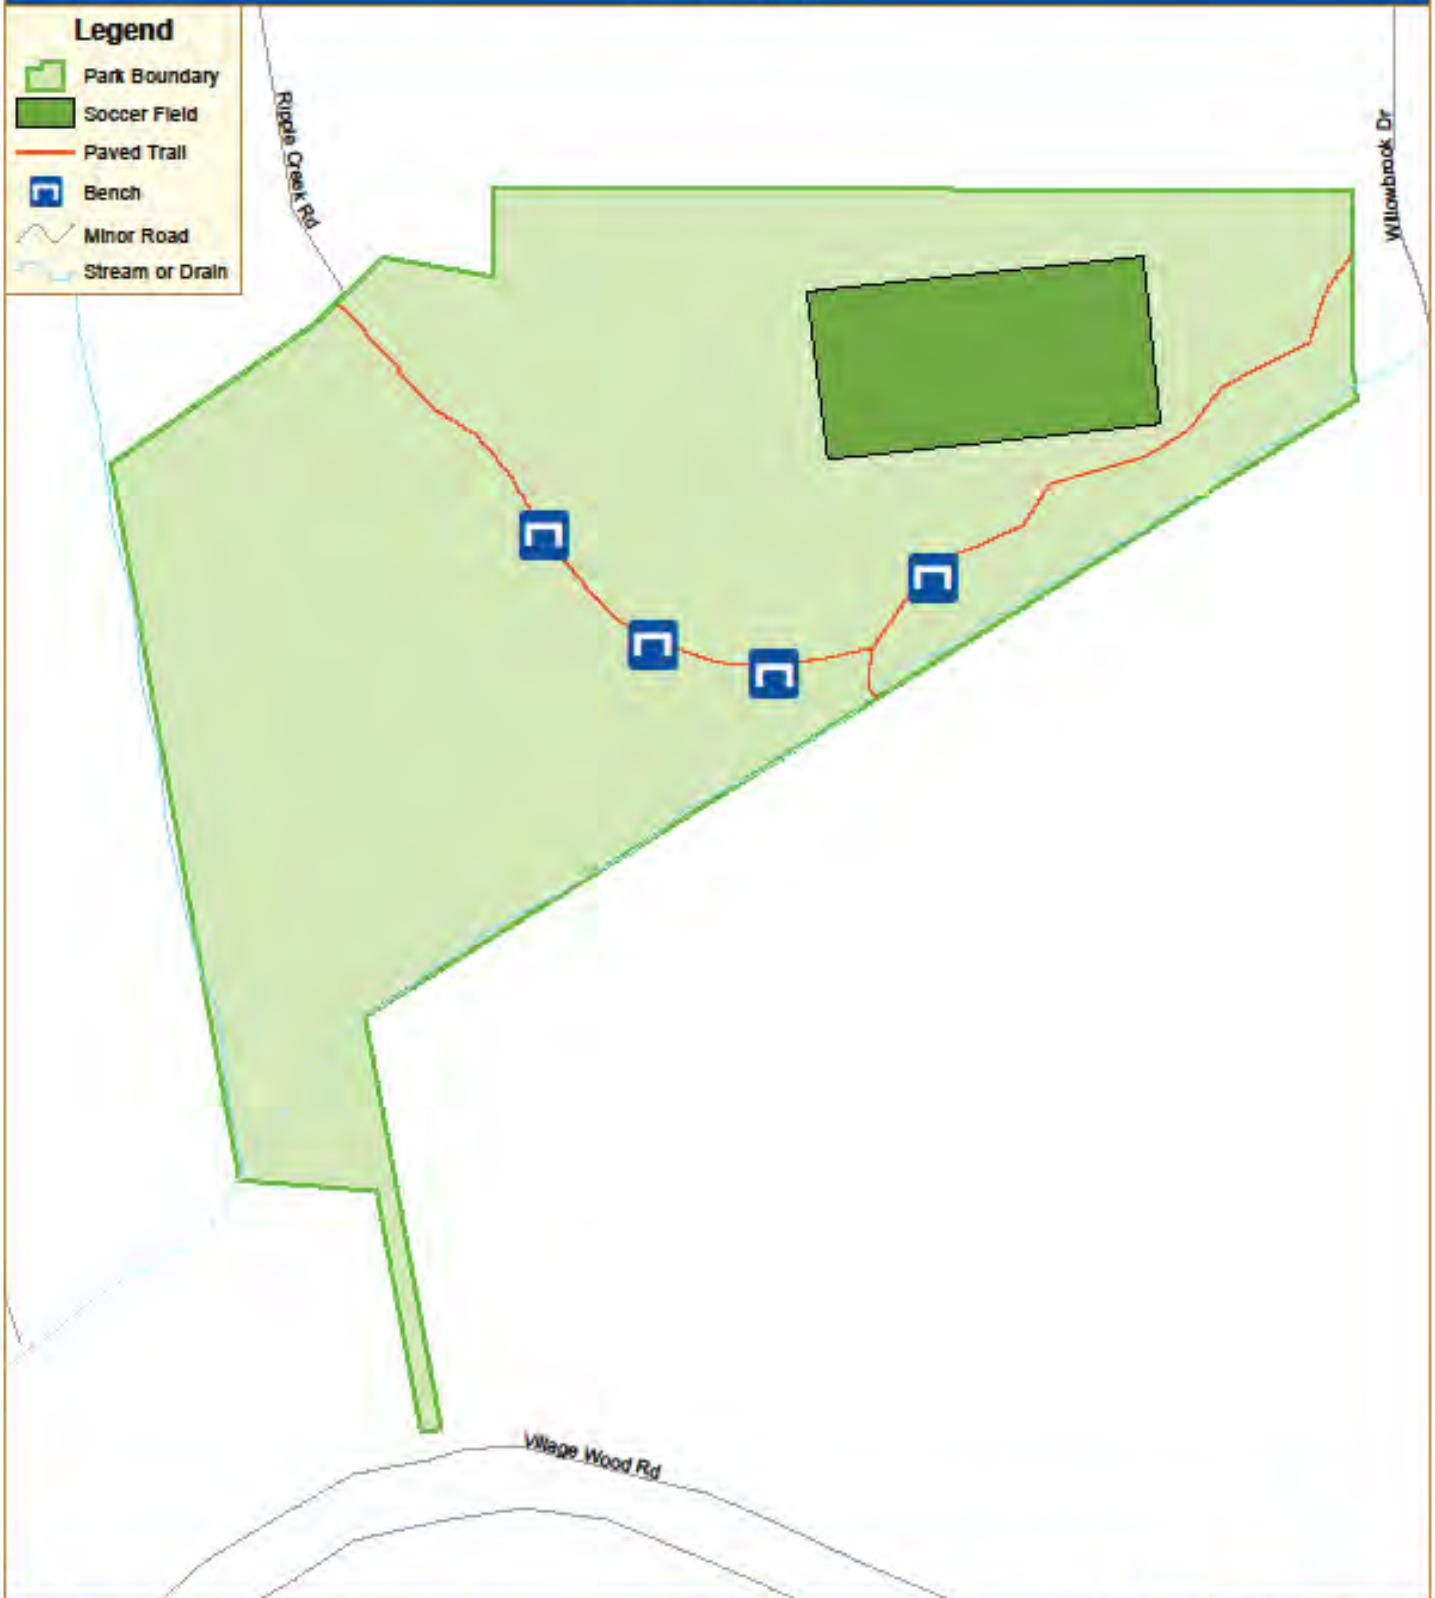 Legend
Park Boundary
Soccer Field
Paved Trail
Bench
Minor Road
Stream or Drain
Ripple Creek Rd
Willowbrook Dr
Village Wood Rd